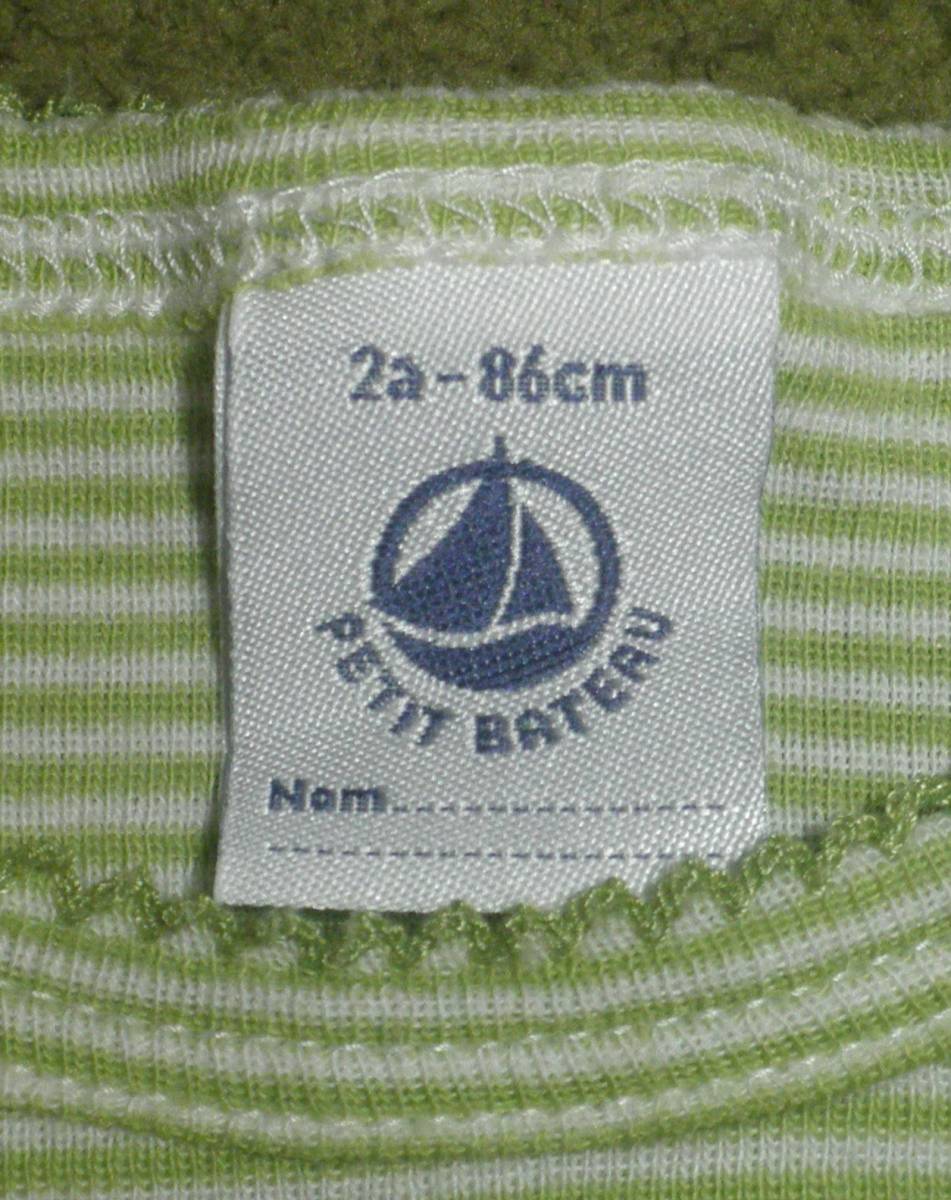 2a - 86cm
PETIT BATEAU
Nom